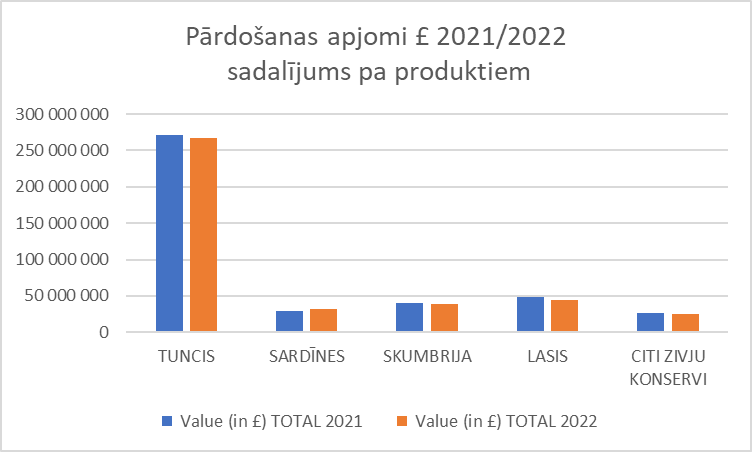 Pārdošanas apjomi £ 2021/2022
sadalījums pa produktiem
300 000 000
250 000 000
200 000 000
150 000 000
100 000 000
50 000 000
0
TUNCIS
SARDĪNES
SKUMBRIJA
LASIS
CITI ZIVJU
KONSERVI
Value (in £) TOTAL 2021
Value (in £) TOTAL 2022